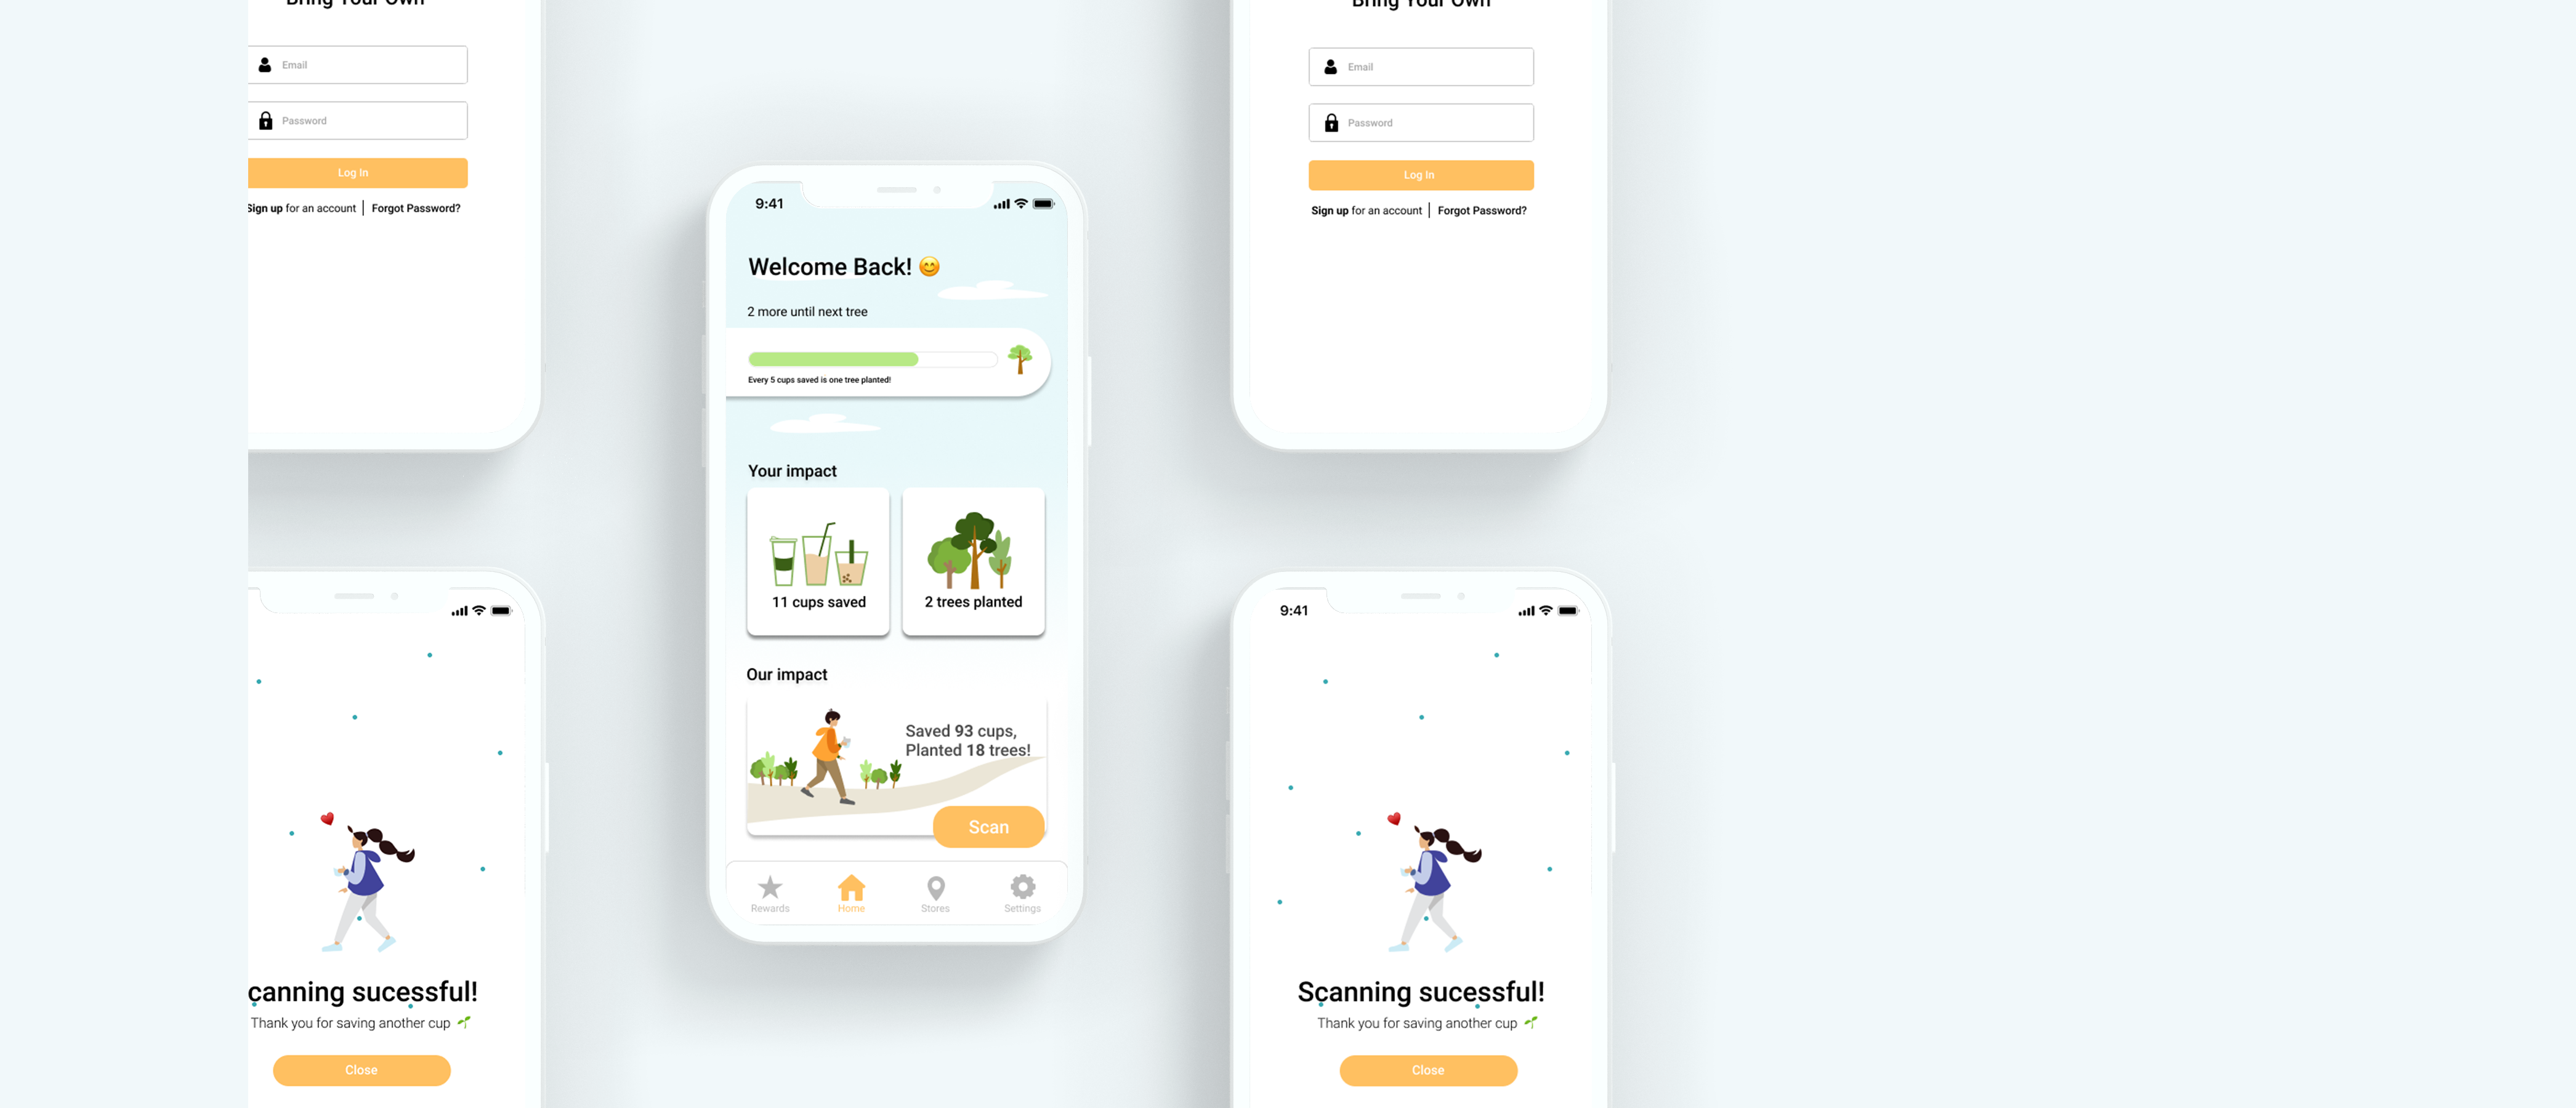 Bring Your Own
Email
Password
Log In
Sign up for an account | Forgot Password?
9:41
Welcome Back! 😊
2 more until next tree
Every 5 cups saved is one tree planted!
Your impact
11 cups saved
2 trees planted
Our impact
Saved 93 cups,
Planted 18 trees!
Scan
Rewards
Home
Stores
Settings
Bring Your Own
Email
Password
Log In
Sign up for an account | Forgot Password?
canning sucessful!
Thank you for saving another cup 🌱
Close
9:41
Scanning sucessful!
Thank you for saving another cup 🌱
Close